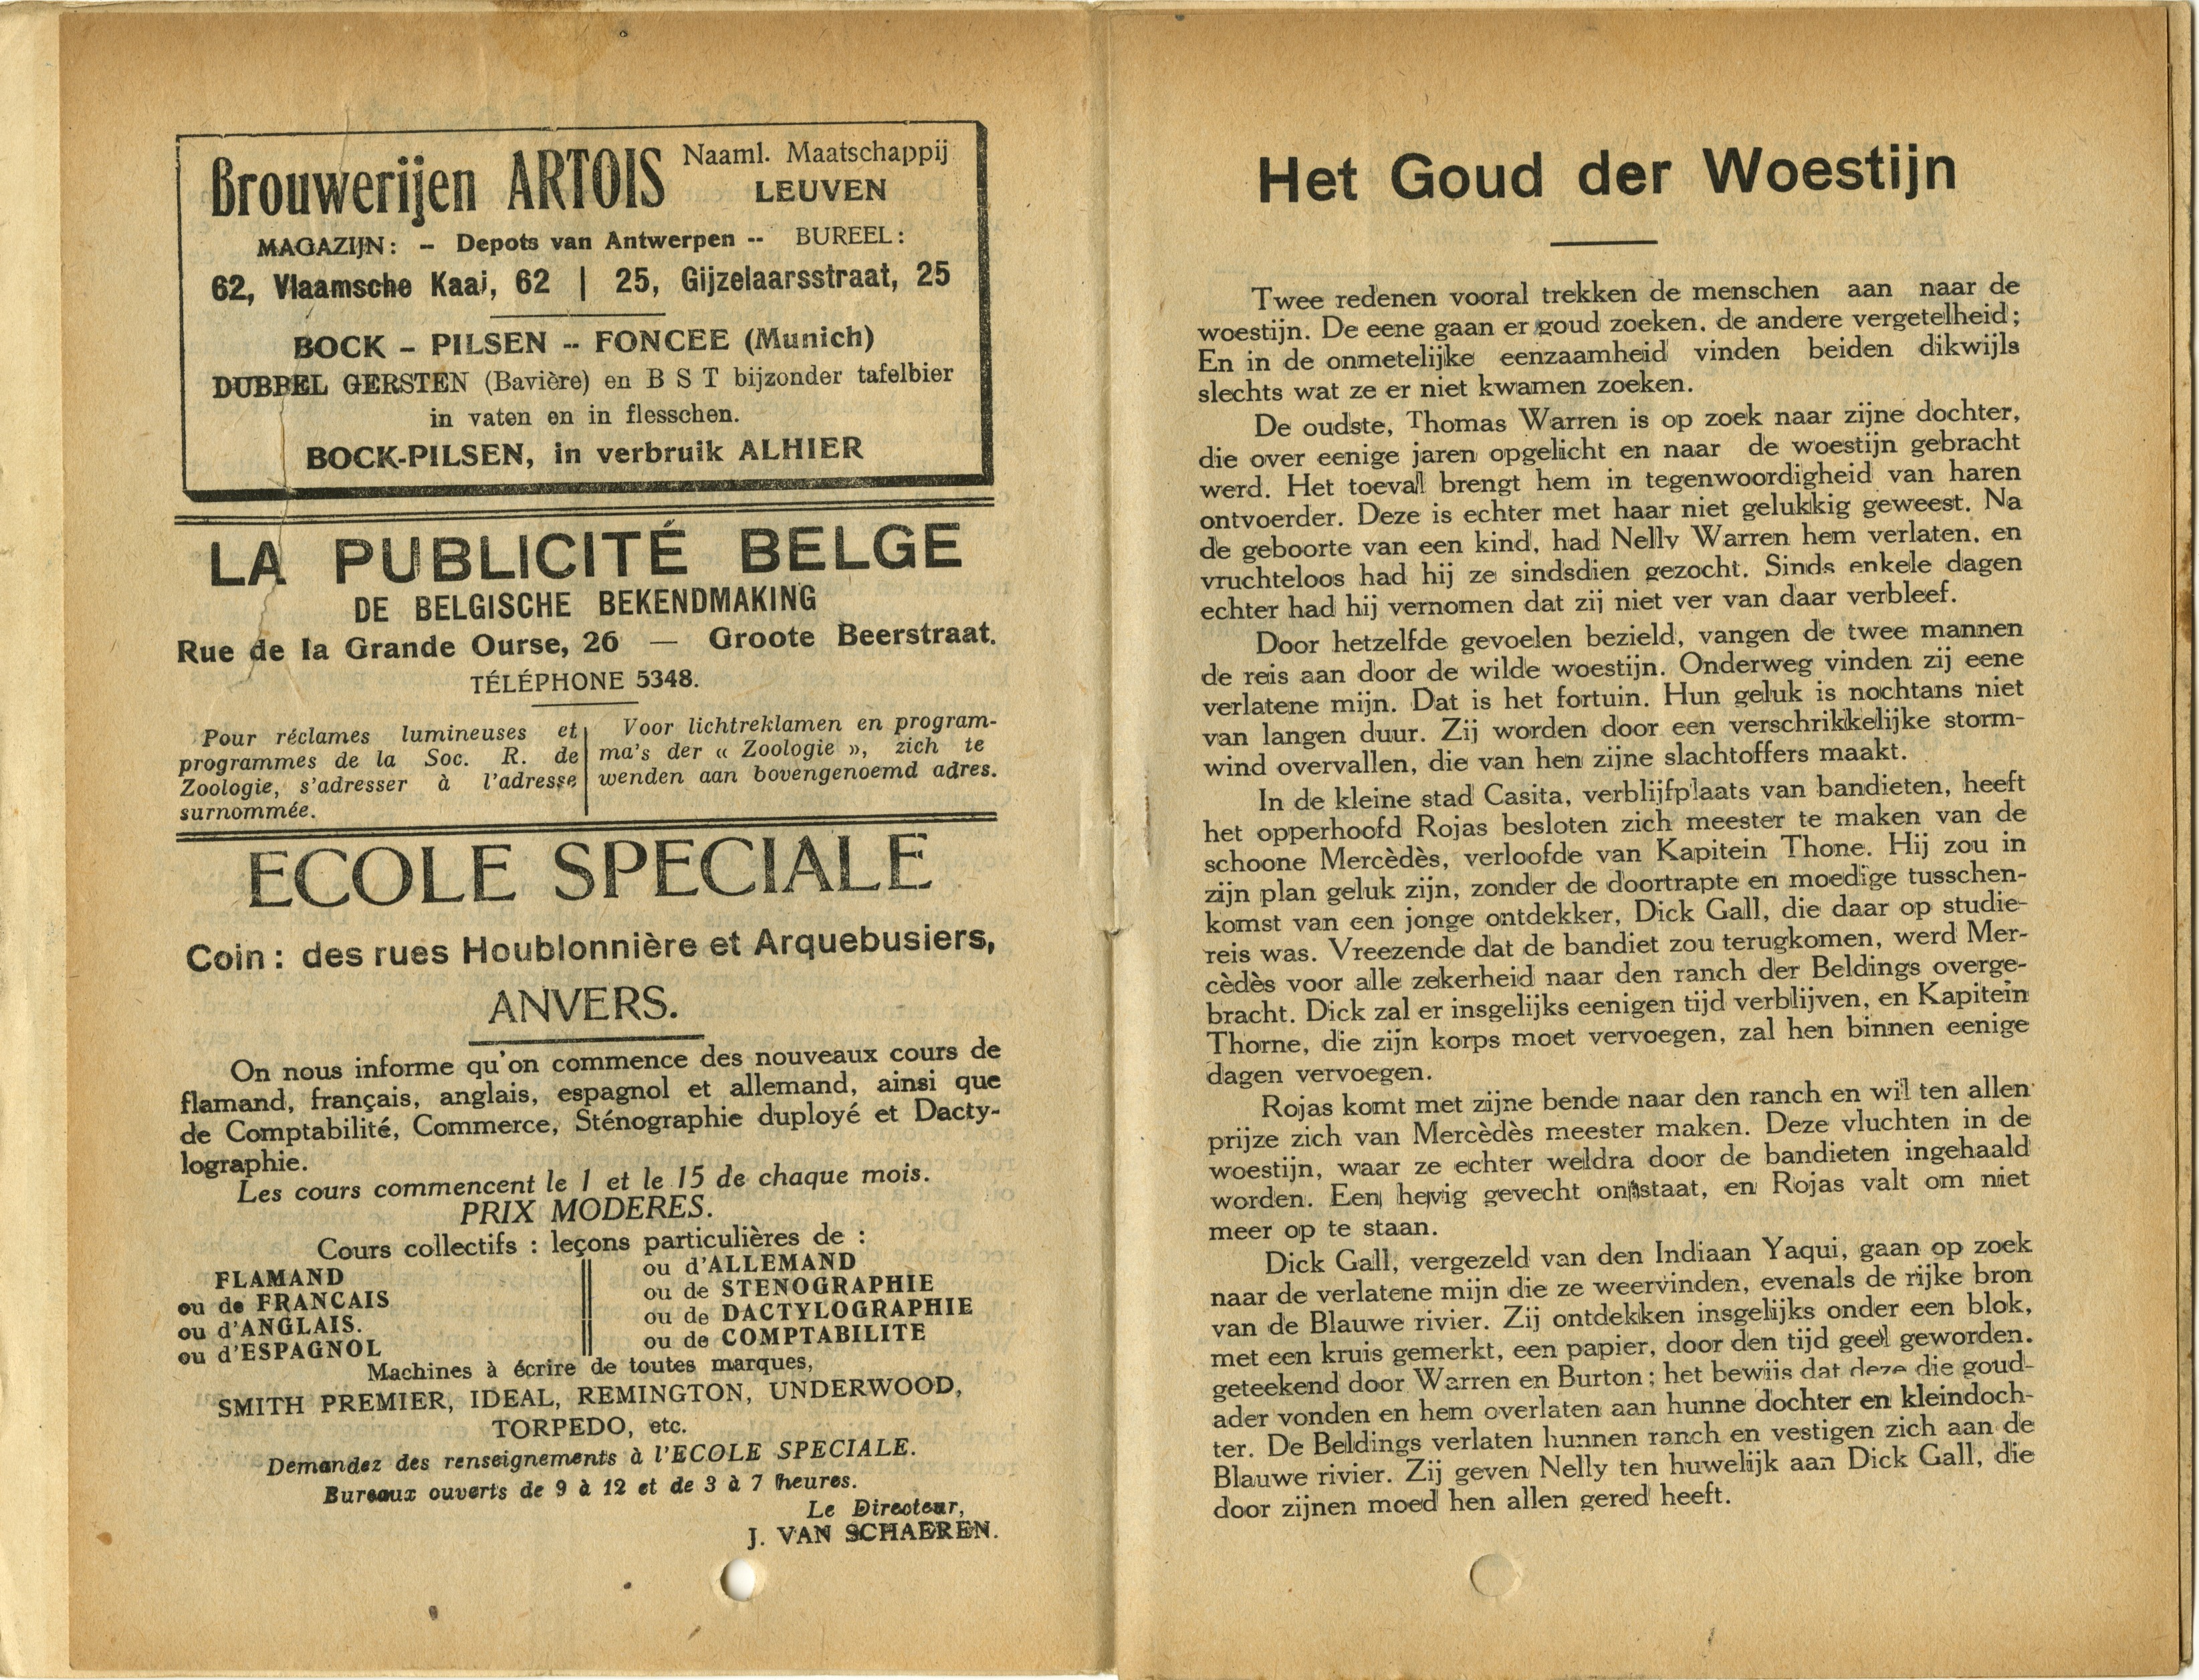 Brouwerijen ARTOIS Naaml. Maatschappij
LEUVEN
MAGAZIJN: - Depots van Antwerpen -- BUREEL:
62, Vlaamsche Kaai, 62 | 25, Gijzelaarsstraat, 25
BOCK - PILSEN -- FONCEE (Munich)
DUBBEL GERSTEN (Bavière) en B S T bijzonder tafelbier
in vaten en in flesschen.
BOCK-PILSEN, in verbruik ALHIER
LA PUBLICITÉ BELGE
DE BELGISCHE BEKENDMAKING
Rue de la Grande Ourse, 26 — Groote Beerstraat.
TÉLÉPHONE 5348.
Pour réclames lumineuses et
programmes de la Soc. R. de
Zoologie, s'adresser à l'adresse
surnommée.
Voor lichtreklamen en program-
ma's der « Zoologie », zich te
wenden aan bovengenoemd adres.
ECOLE SPECIALE
Coin : des rues Houblonnière et Arquebusiers,
ANVERS.
On nous informe qu'on commence des nouveaux cours de
flamand, français, anglais, espagnol et allemand, ainsi que
de Comptabilité, Commerce, Sténographie duployé et Dacty-
lographie.
Les cours commencent le 1 et le 15 de chaque mois.
PRIX MODERES.
Cours collectifs : leçons particulières de :
FLAMAND
ou de FRANCAIS
ou d'ANGLAIS.
ou d'ESPAGNOL
ou d'ALLEMAND
ou de STENOGRAPHIE
ou de DACTYLOGRAPHIE
ou de COMPTABILITE
Machines à écrire de toutes marques,
SMITH PREMIER, IDEAL, REMINGTON, UNDERWOOD,
TORPEDO, etc.
Demandez des renseignements à l'ECOLE SPECIALE.
Bureaux ouverts de 9 à 12 et de 3 à 7 heures.
Le Directeur,
J. VAN SCHAEREN.
Het Goud der Woestijn
Twee redenen vooral trekken de menschen aan naar de
woestijn. De eene gaan er goud zoeken, de andere vergetelheid;
En in de onmetelijke eenzaamheid vinden beiden dikwijls
slechts wat ze er niet kwamen zoeken.
De oudste, Thomas Warren is op zoek naar zijne dochter,
die over eenige jaren opgelicht en naar de woestijn gebracht
werd. Het toeval brengt hem in tegenwoordigheid van haren
ontvoerder. Deze is echter met haar niet gelukkig geweest. Na
de geboorte van een kind, had Nelly Warren hem verlaten, en
vruchteloos had hij ze sindsdien gezocht. Sinds enkele dagen
echter had hij vernomen dat zij niet ver van daar verbleef.
Door hetzelfde gevoelen bezield, vangen de twee mannen
de reis aan door de wilde woestijn. Onderweg vinden zij eene
verlatene mijn. Dat is het fortuin. Hun geluk is nochtans niet
van langen duur. Zij worden door een verschrikkelijke storm-
wind overvallen, die van hen zijne slachtoffers maakt.
In de kleine stad Casita, verblijfplaats van bandieten, heeft
het opperhoofd Rojas besloten zich meester te maken van de
schoone Mercèdès, verloofde van Kapitein Thone. Hij zou in
zijn plan geluk zijn, zonder de doortrapte en moedige tusschen-
komst van een jonge ontdekker, Dick Gall, die daar op studie-
reis was. Vreezende dat de bandiet zou terugkomen, werd Mer-
cèdès voor alle zekerheid naar den ranch der Beldings overge-
bracht. Dick zal er insgelijks eenigen tijd verblijven, en Kapitein
Thorne, die zijn korps moet vervoegen, zal hen binnen eenige
dagen vervoegen.
Rojas komt met zijne bende naar den ranch en wil ten allen
prijze zich van Mercèdès meester maken. Deze vluchten in de
woestijn, waar ze echter weldra door de bandieten ingehaald
worden. Een hevig gevecht ontstaat, en Rojas valt om niet
meer op te staan.
Dick Gall, vergezeld van den Indiaan Yaqui, gaan op zoek
naar de verlatene mijn die ze weervinden, evenals de rijke bron
van de Blauwe rivier. Zij ontdekken insgelijks onder een blok,
met een kruis gemerkt, een papier, door den tijd geel geworden.
geteekend door Warren en Burton; het bewijs dat deze die goud-
ader vonden en hem overlaten aan hunne dochter en kleindoch-
ter. De Beldings verlaten hunnen ranch en vestigen zich aan de
Blauwe rivier. Zij geven Nelly ten huwelijk aan Dick Gall, die
door zijnen moed hen allen gered heeft.